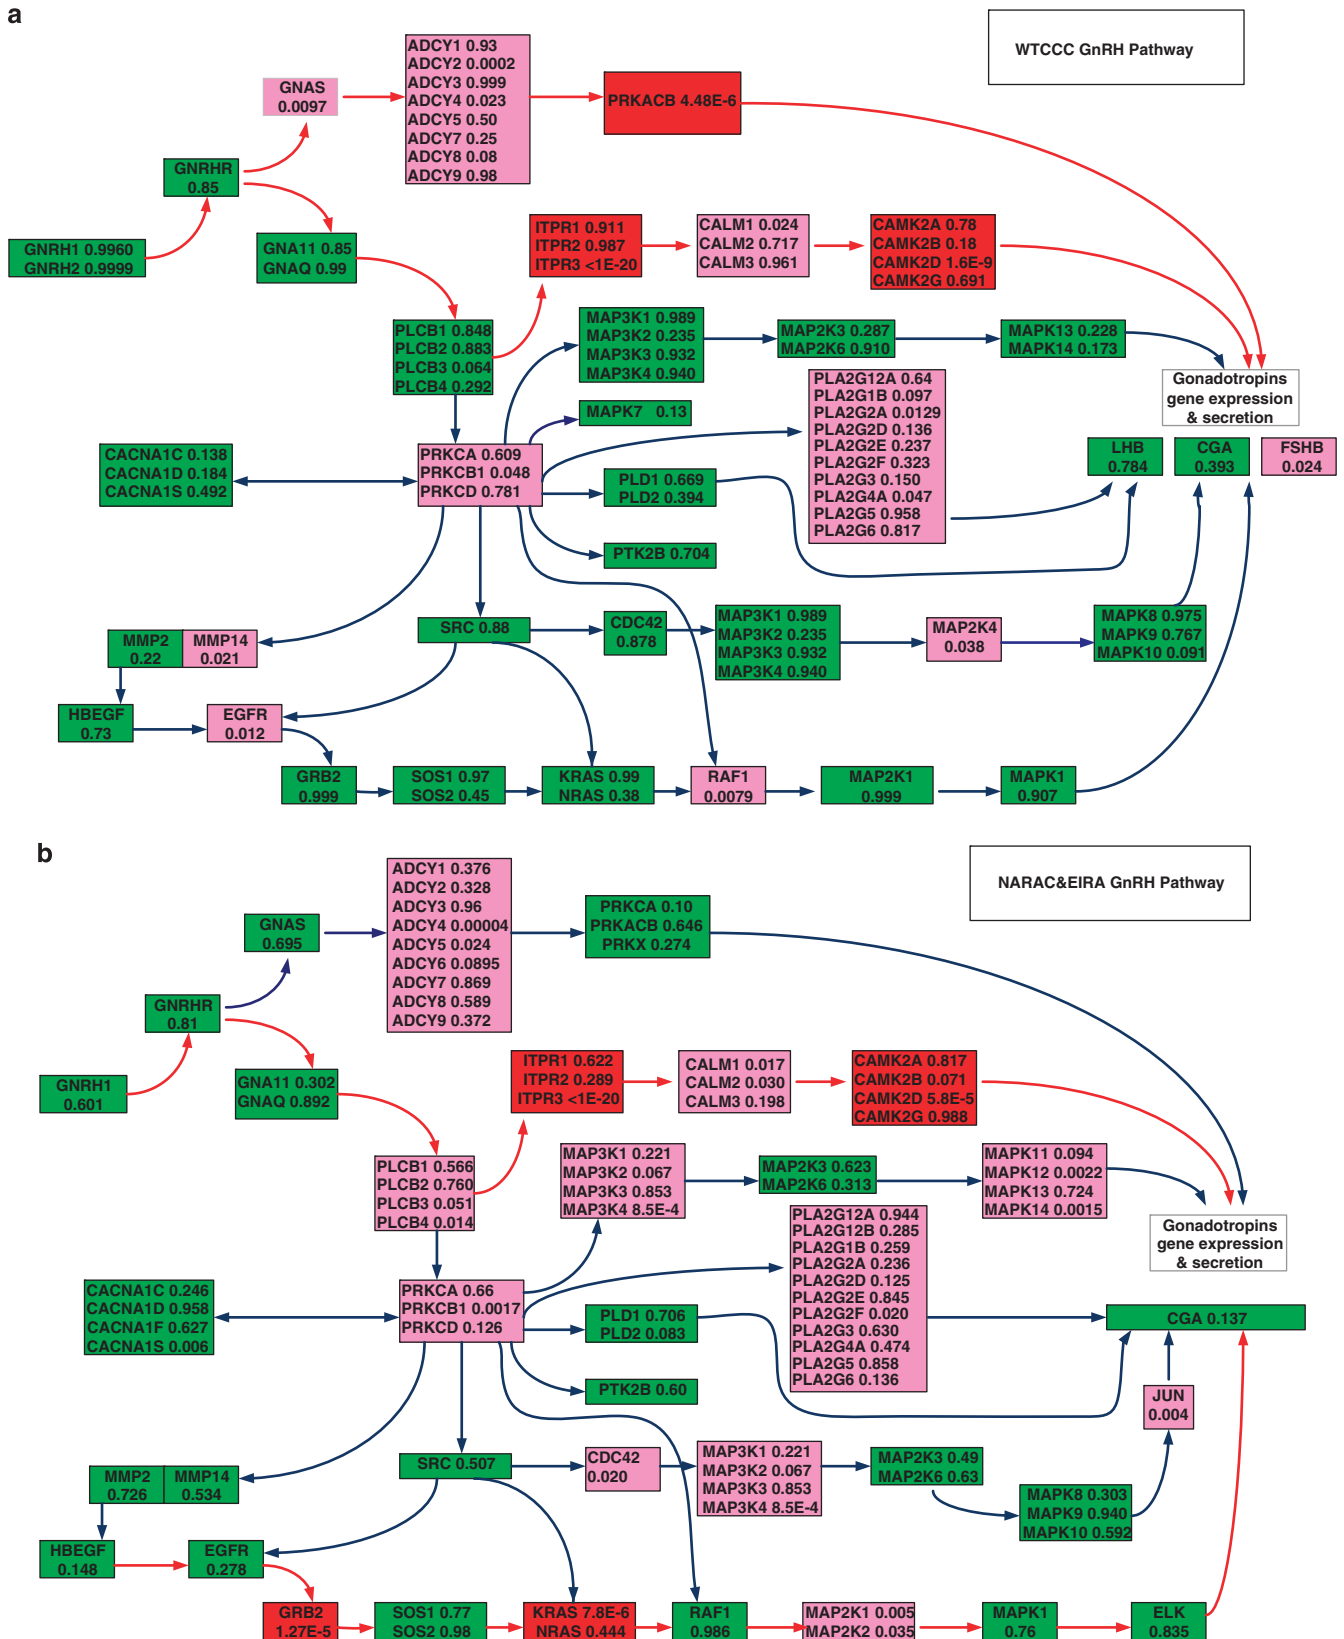 a
WTCCC GnRH Pathway
ADCY1 0.93
ADCY2 0.0002
ADCY3 0.999
ADCY4 0.023
ADCY5 0.50
ADCY7 0.25
ADCY8 0.08
ADCY9 0.98
GNAS
0.0097
PRKACB 4.48E-6
GNRHR
0.85
GNRH1 0.9960
GNRH2 0.9999
GNA11 0.85
GNAQ 0.99
ITPR1 0.911
ITPR2 0.987
ITPR3 <1E-20
CALM1 0.024
CALM2 0.717
CALM3 0.961
CAMK2A 0.78
CAMK2B 0.18
CAMK2D 1.6E-9
CAMK2G 0.691
PLCB1 0.848
PLCB2 0.883
PLCB3 0.064
PLCB4 0.292
MAP3K1 0.989
MAP3K2 0.235
MAP3K3 0.932
MAP3K4 0.940
MAP2K3 0.287
MAP2K6 0.910
MAPK13 0.228
MAPK14 0.173
Gonadotropins
gene expression
& secretion
MAPK7 0.13
PLA2G12A 0.64
PLA2G1B 0.097
PLA2G2A 0.0129
PLA2G2D 0.136
PLA2G2E 0.237
PLA2G2F 0.323
PLA2G3 0.150
PLA2G4A 0.047
PLA2G5 0.958
PLA2G6 0.817
CACNA1C 0.138
CACNA1D 0.184
CACNA1S 0.492
PRKCA 0.609
PRKCB1 0.048
PRKCD 0.781
PLD1 0.669
PLD2 0.394
LHB
0.784
CGA
0.393
FSHB
0.024
PTK2B 0.704
MMP2
0.22
MMP14
0.021
SRC 0.88
CDC42
0.878
MAP3K1 0.989
MAP3K2 0.235
MAP3K3 0.932
MAP3K4 0.940
MAP2K4
0.038
MAPK8 0.975
MAPK9 0.767
MAPK10 0.091
HBEGF
0.73
EGFR
0.012
GRB2
0.999
SOS1 0.97
SOS2 0.45
KRAS 0.99
NRAS 0.38
RAF1
0.0079
MAP2K1
0.999
MAPK1
0.907
b
NARAC&EIRA GnRH Pathway
ADCY1 0.376
ADCY2 0.328
ADCY3 0.96
ADCY4 0.00004
ADCY5 0.024
ADCY6 0.0895
ADCY7 0.869
ADCY8 0.589
ADCY9 0.372
GNAS
0.695
PRKCA 0.10
PRKACB 0.646
PRKX 0.274
GNRHR
0.81
GNRH1
0.601
GNA11 0.302
GNAQ 0.892
ITPR1 0.622
ITPR2 0.289
ITPR3 <1E-20
CALM1 0.017
CALM2 0.030
CALM3 0.198
CAMK2A 0.817
CAMK2B 0.071
CAMK2D 5.8E-5
CAMK2G 0.988
PLCB1 0.566
PLCB2 0.760
PLCB3 0.051
PLCB4 0.014
MAP3K1 0.221
MAP3K2 0.067
MAP3K3 0.853
MAP3K4 8.5E-4
MAP2K3 0.623
MAP2K6 0.313
MAPK11 0.094
MAPK12 0.0022
MAPK13 0.724
MAPK14 0.0015
Gonadotropins
gene expression
& secretion
PLA2G12A 0.944
PLA2G12B 0.285
PLA2G1B 0.259
PLA2G2A 0.236
PLA2G2D 0.125
PLA2G2E 0.845
PLA2G2F 0.020
PLA2G3 0.630
PLA2G4A 0.474
PLA2G5 0.858
PLA2G6 0.136
CACNA1C 0.246
CACNA1D 0.958
CACNA1F 0.627
CACNA1S 0.006
PRKCA 0.66
PRKCB1 0.0017
PRKCD 0.126
PLD1 0.706
PLD2 0.083
CGA 0.137
PTK2B 0.60
JUN
0.004
MMP2
0.726
MMP14
0.534
SRC 0.507
CDC42
0.020
MAP3K1 0.221
MAP3K2 0.067
MAP3K3 0.853
MAP3K4 8.5E-4
MAP2K3 0.49
MAP2K6 0.63
MAPK8 0.303
MAPK9 0.940
MAPK10 0.592
HBEGF
0.148
EGFR
0.278
GRB2
1.27E-5
SOS1 0.77
SOS2 0.98
KRAS 7.8E-6
NRAS 0.444
RAF1
0.986
MAP2K1 0.005
MAP2K2 0.035
MAPK1
0.76
ELK
0.835